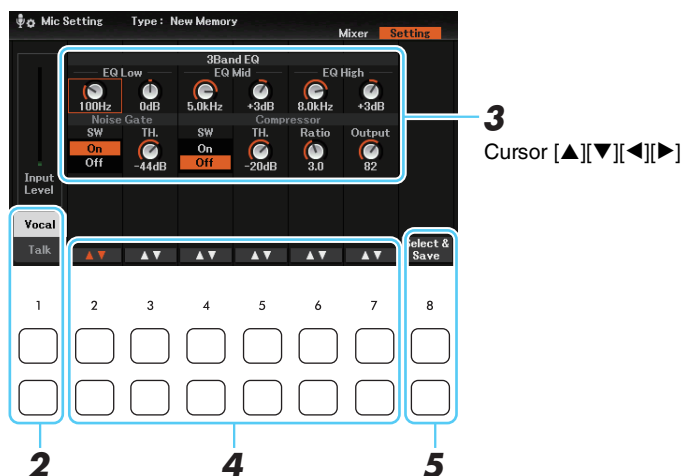 Mic Setting Type : New Memory
Mixer Setting
3Band EQ
EQ Low EQ Mid EQ High
100Hz 0dB 5.0kHz +3dB 8.0kHz +3dB
Noise Gate Compressor
SW TH. SW TH. Ratio Output
On On
Off Off
-44dB -20dB 3.0 82
Input
Level
3
Cursor [▲][▼][◀][▶]
Vocal
Talk
▲▼ ▲▼ ▲▼ ▲▼ ▲▼ ▲▼
Select &
Save
1 2 3 4 5 6 7 8
2 4 5